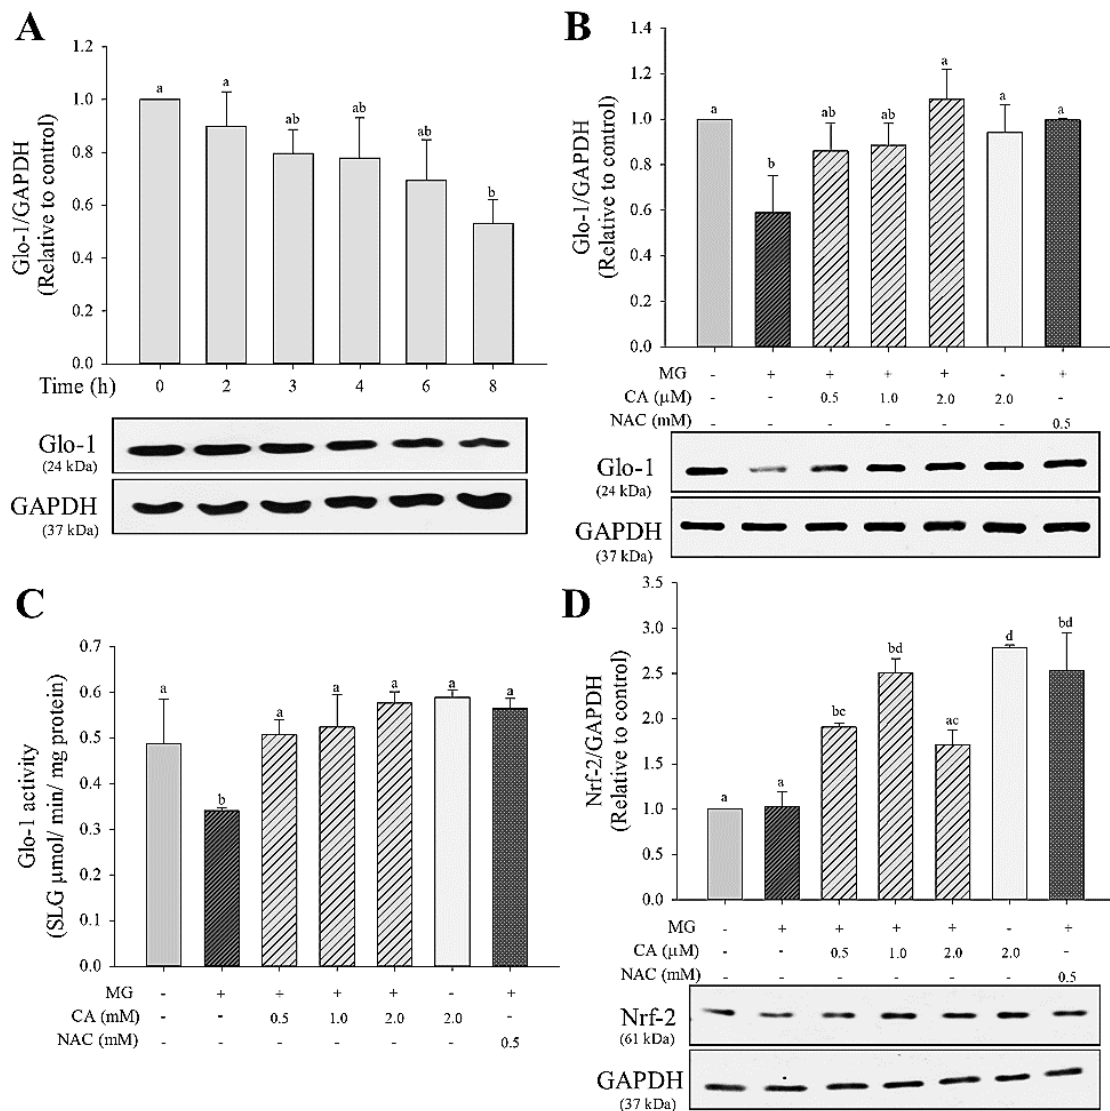 A
Glo-1/GAPDH
(Relative to control)
1.2
1.0
0.8
0.6
0.4
0.2
0.0
a a ab ab ab b
Time (h) 0 2 3 4 6 8
Glo-1
(24 kDa)
GAPDH
(37 kDa)
B
Glo-1/GAPDH
(Relative to control)
1.4
1.2
1.0
0.8
0.6
0.4
0.2
0.0
a b ab ab a a a
MG - + + + + - +
CA (µM) - - 0.5 1.0 2.0 2.0 -
NAC (mM) - - - - - - 0.5
Glo-1
(24 kDa)
GAPDH
(37 kDa)
C
Glo-1 activity
(SLG µmol/ min/ mg protein)
0.7
0.6
0.5
0.4
0.3
0.2
0.1
0.0
a b a a a a a
MG - + + + + - +
CA (mM) - - 0.5 1.0 2.0 2.0 -
NAC (mM) - - - - - - 0.5
D
Nrf-2/GAPDH
(Relative to control)
3.5
3.0
2.5
2.0
1.5
1.0
0.5
0.0
a a bc bd ac d bd
MG - + + + + - +
CA (µM) - - 0.5 1.0 2.0 2.0 -
NAC (mM) - - - - - - 0.5
Nrf-2
(61 kDa)
GAPDH
(37 kDa)